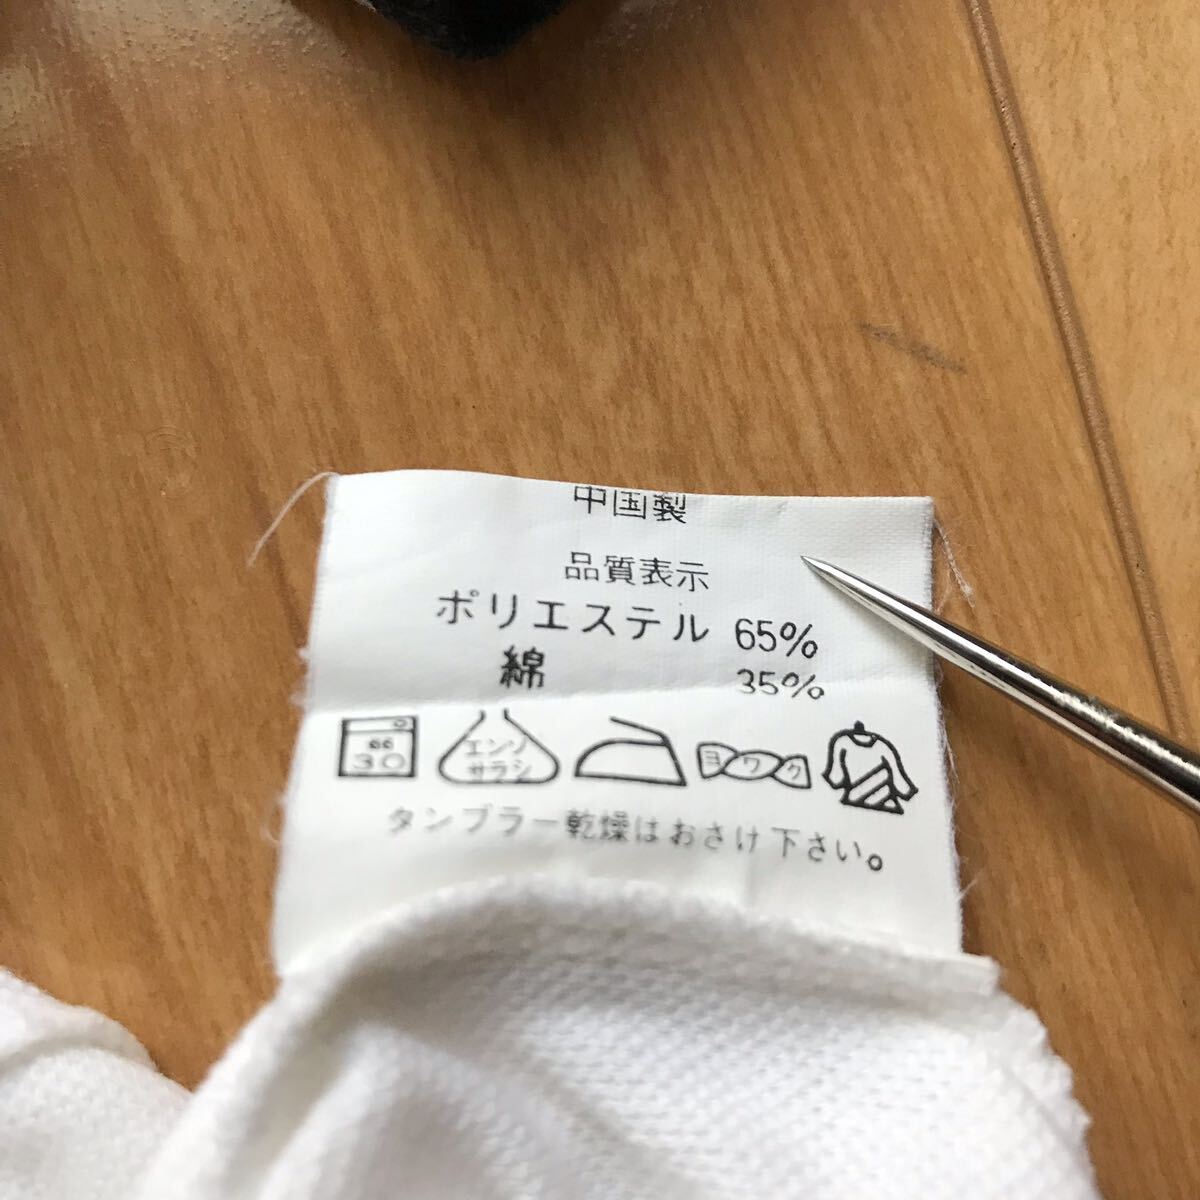 中国製
品質表示
ポリエステル 65%
綿 35%
30 エンソ ヨワク
サラシ
タンブラー乾燥はおさけ下さい。